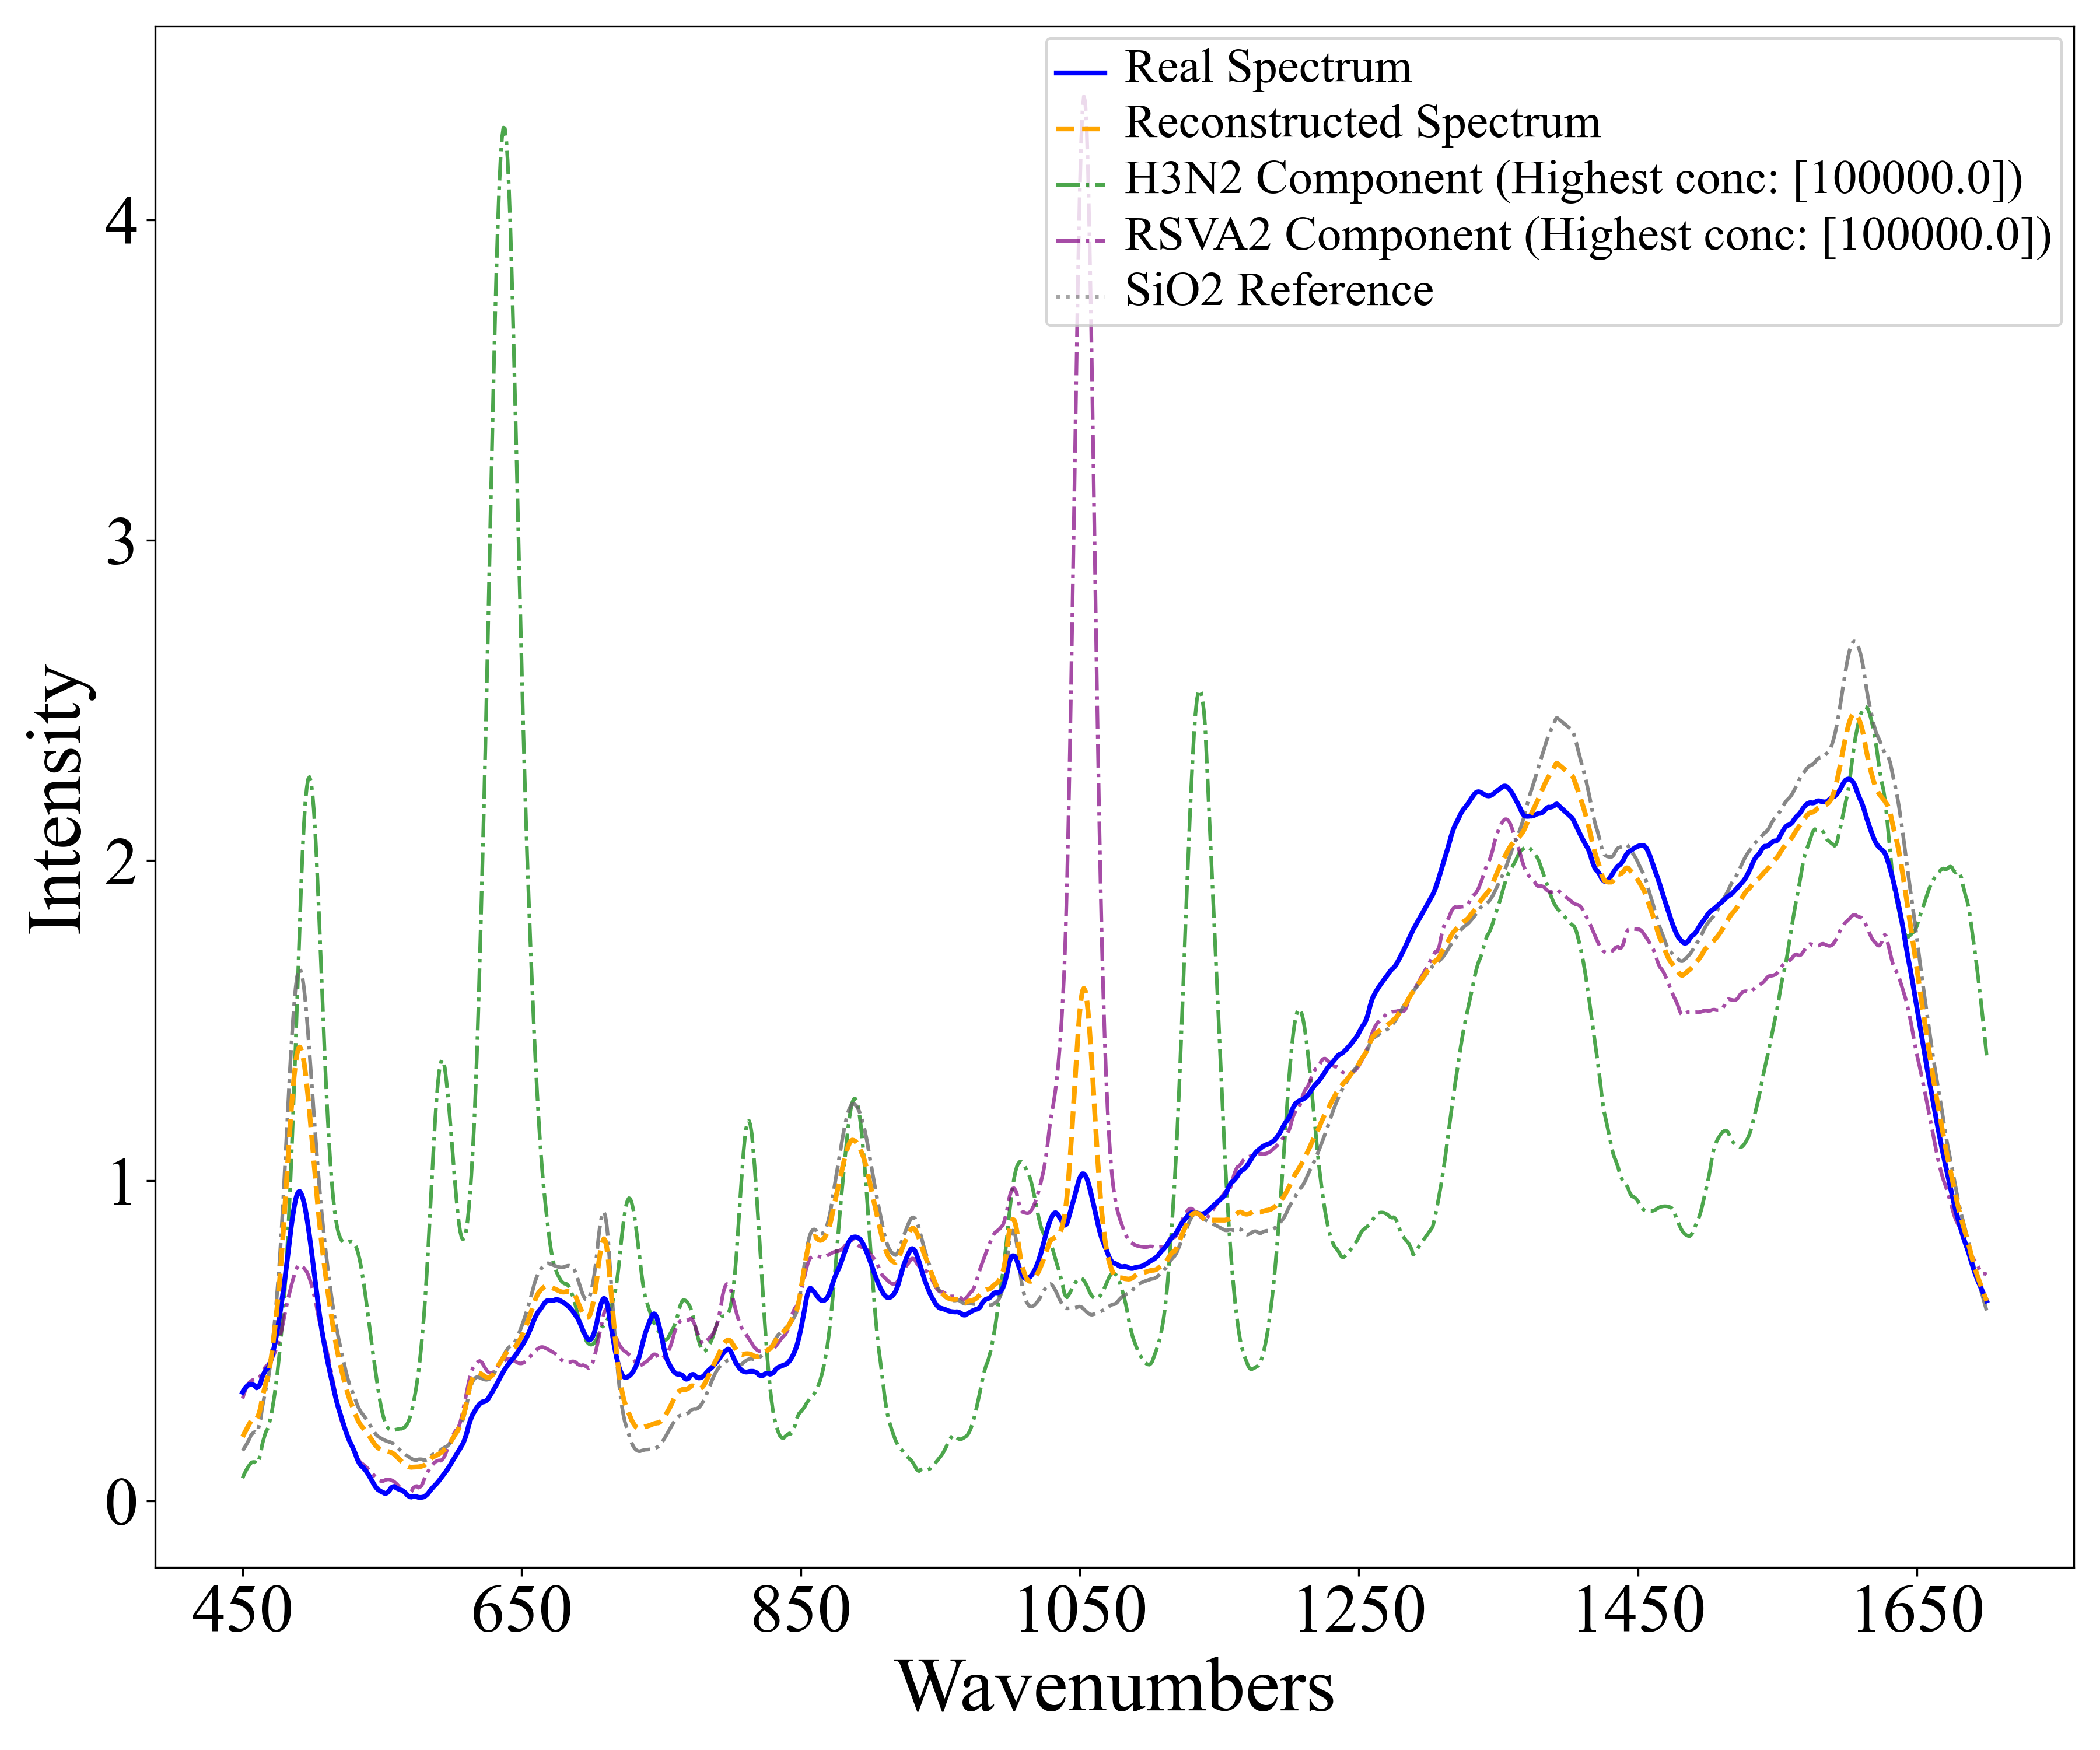 Real Spectrum
Reconstructed Spectrum
H3N2 Component (Highest conc: [100000.0])
RSVA2 Component (Highest conc: [100000.0])
SiO2 Reference
Intensity
4
3
2
1
0
450 650 850 1050 1250 1450 1650
Wavenumbers